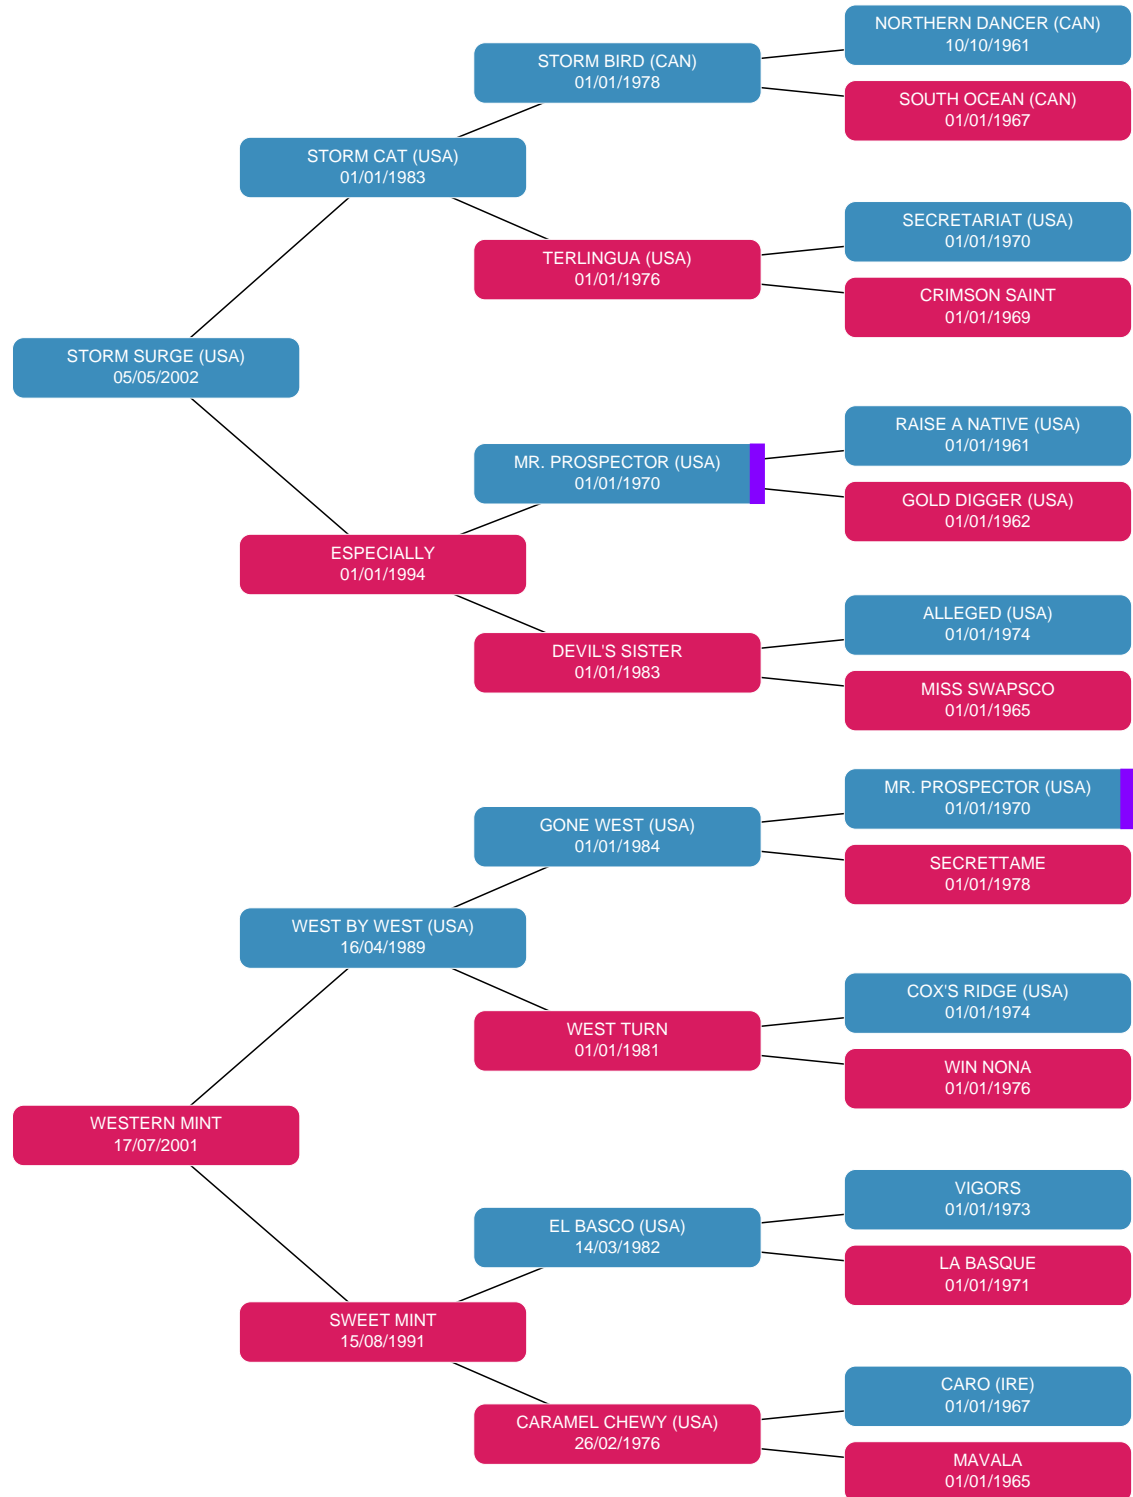 NORTHERN DANCER (CAN)
10/10/1961
STORM BIRD (CAN)
01/01/1978
SOUTH OCEAN (CAN)
01/01/1967
STORM CAT (USA)
01/01/1983
SECRETARIAT (USA)
01/01/1970
TERLINGUA (USA)
01/01/1976
CRIMSON SAINT
01/01/1969
STORM SURGE (USA)
05/05/2002
RAISE A NATIVE (USA)
01/01/1961
MR. PROSPECTOR (USA)
01/01/1970
GOLD DIGGER (USA)
01/01/1962
ESPECIALLY
01/01/1994
ALLEGED (USA)
01/01/1974
DEVIL'S SISTER
01/01/1983
MISS SWAPSCO
01/01/1965
MR. PROSPECTOR (USA)
01/01/1970
GONE WEST (USA)
01/01/1984
SECRETTAME
01/01/1978
WEST BY WEST (USA)
16/04/1989
COX'S RIDGE (USA)
01/01/1974
WEST TURN
01/01/1981
WIN NONA
01/01/1976
WESTERN MINT
17/07/2001
VIGORS
01/01/1973
EL BASCO (USA)
14/03/1982
LA BASQUE
01/01/1971
SWEET MINT
15/08/1991
CARO (IRE)
01/01/1967
CARAMEL CHEWY (USA)
26/02/1976
MAVALA
01/01/1965